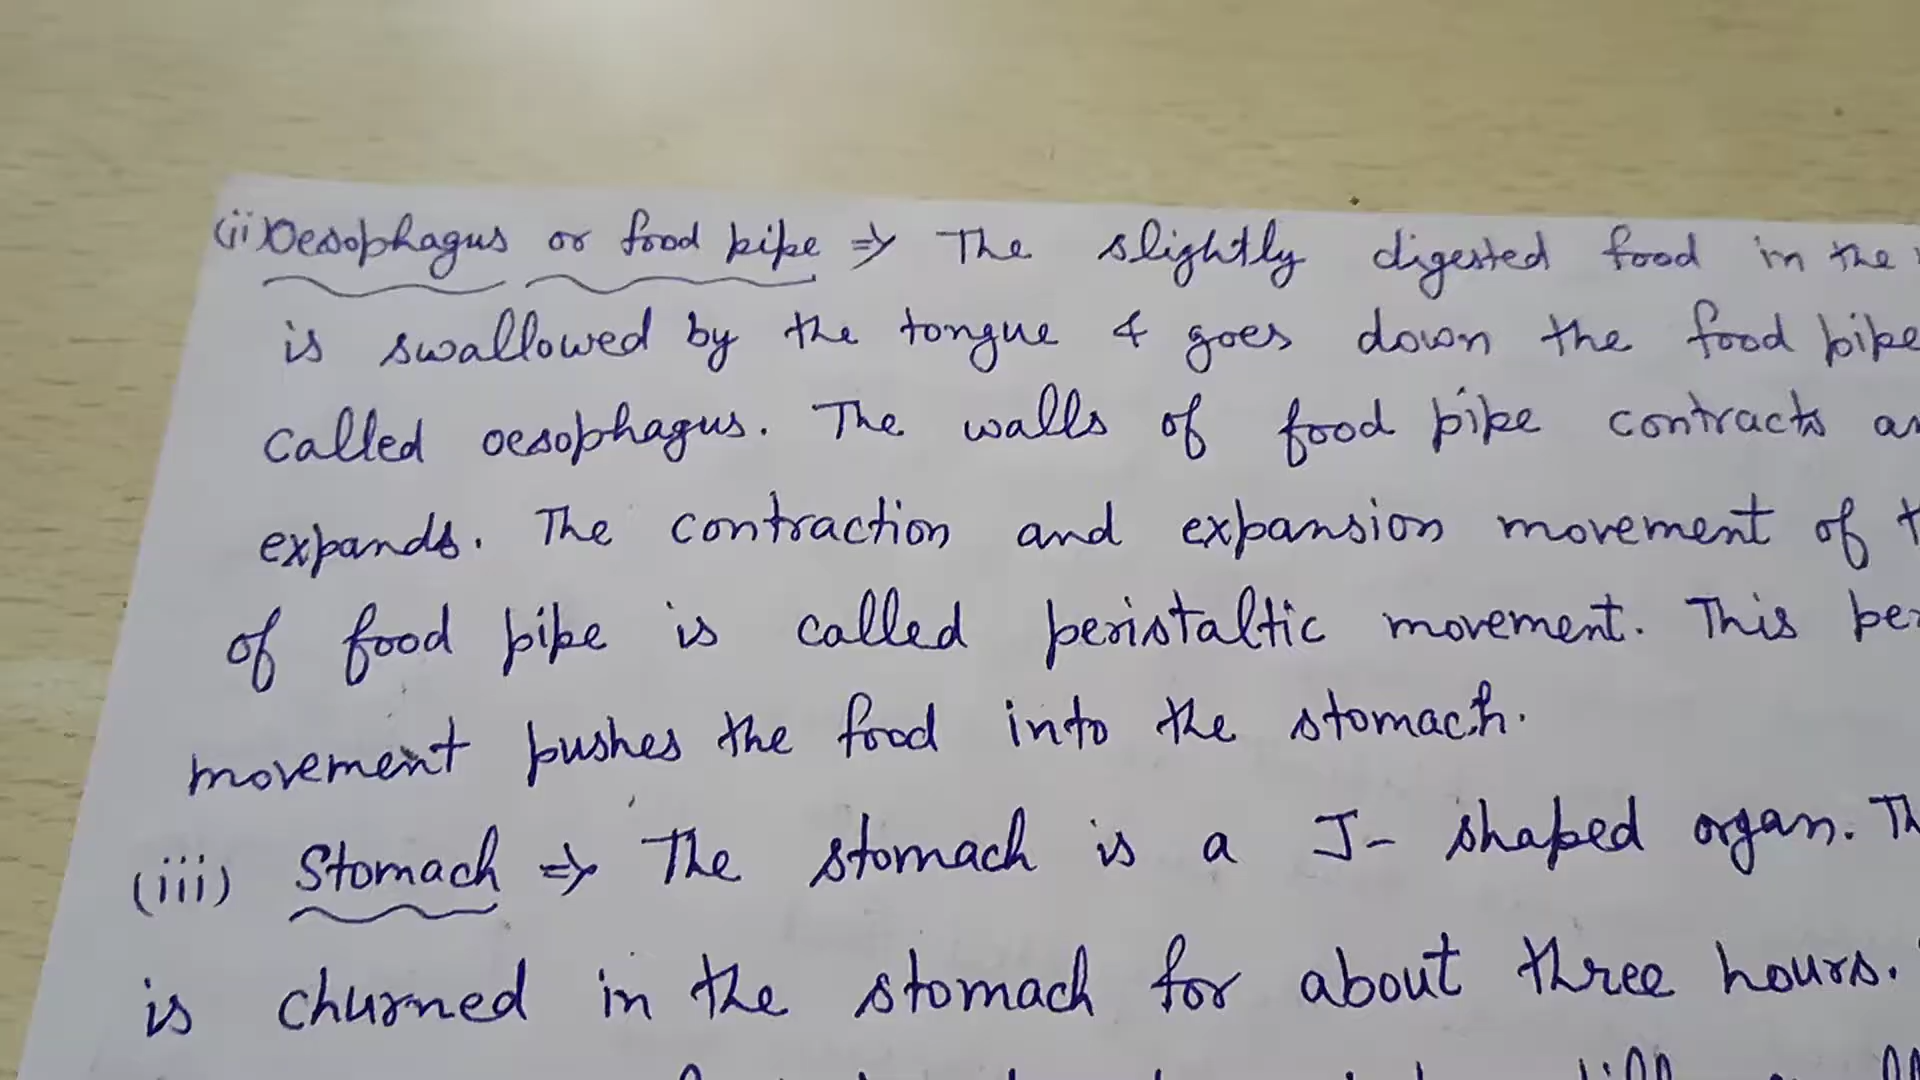 (ii) Oesophagus or food pipe ⇒ The slightly digested food in the
is swallowed by the tongue & goes down the food pipe
called oesophagus. The walls of food pipe contracts
expands. The contraction and expansion movement of
of food pipe is called peristaltic movement. This
movement pushes the food into the stomach.
(iii) Stomach ⇒ The stomach is a J- shaped organ.
is churned in the stomach for about three hours.